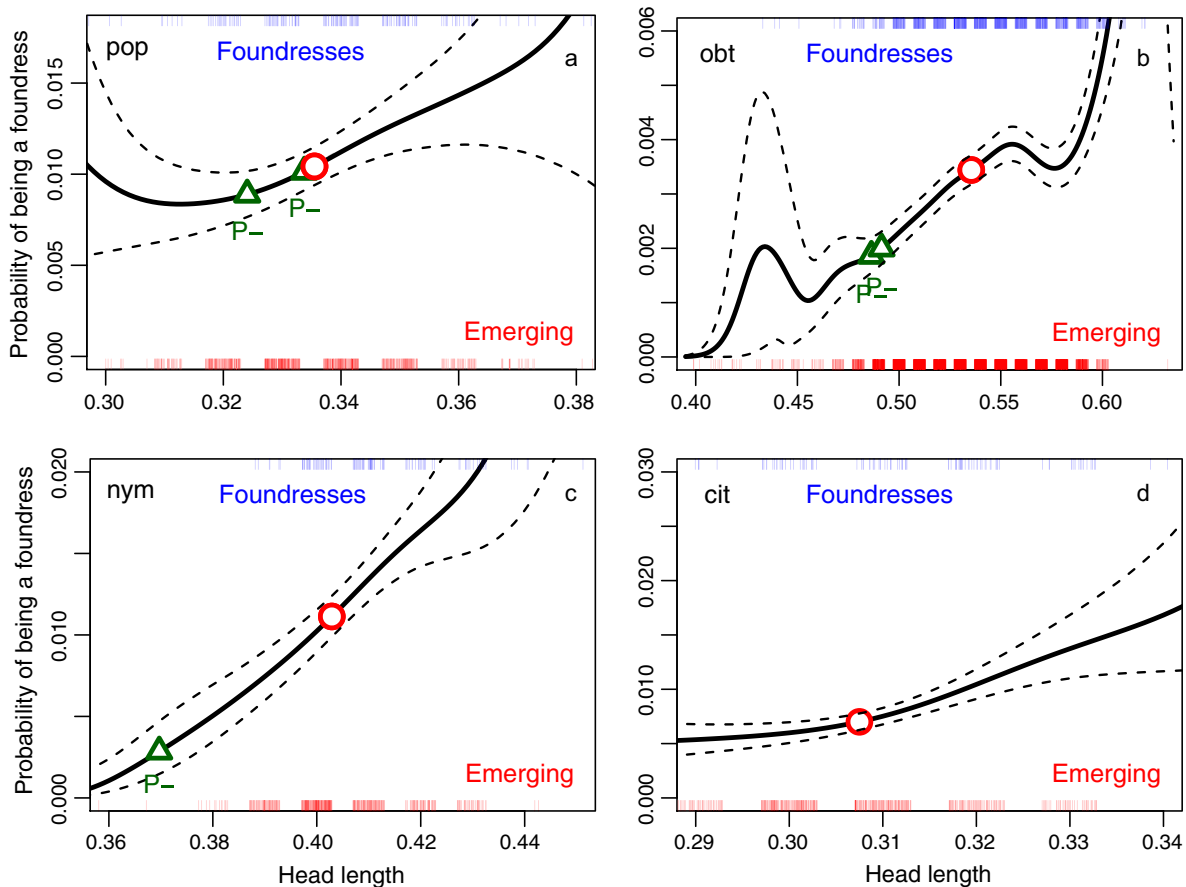 pop
Foundresses
a
Probability of being a foundress
0.015
0.010
0.005
0.000
P–
P–
Emerging
0.30
0.32
0.34
0.36
0.38
obt
Foundresses
b
0.006
0.004
0.002
0.000
P–
P–
Emerging
0.40
0.45
0.50
0.55
0.60
nym
Foundresses
c
Probability of being a foundress
0.020
0.010
0.000
P–
Emerging
0.36
0.38
0.40
0.42
0.44
Head length
cit
Foundresses
d
0.030
0.020
0.010
0.000
Emerging
0.29
0.30
0.31
0.32
0.33
0.34
Head length